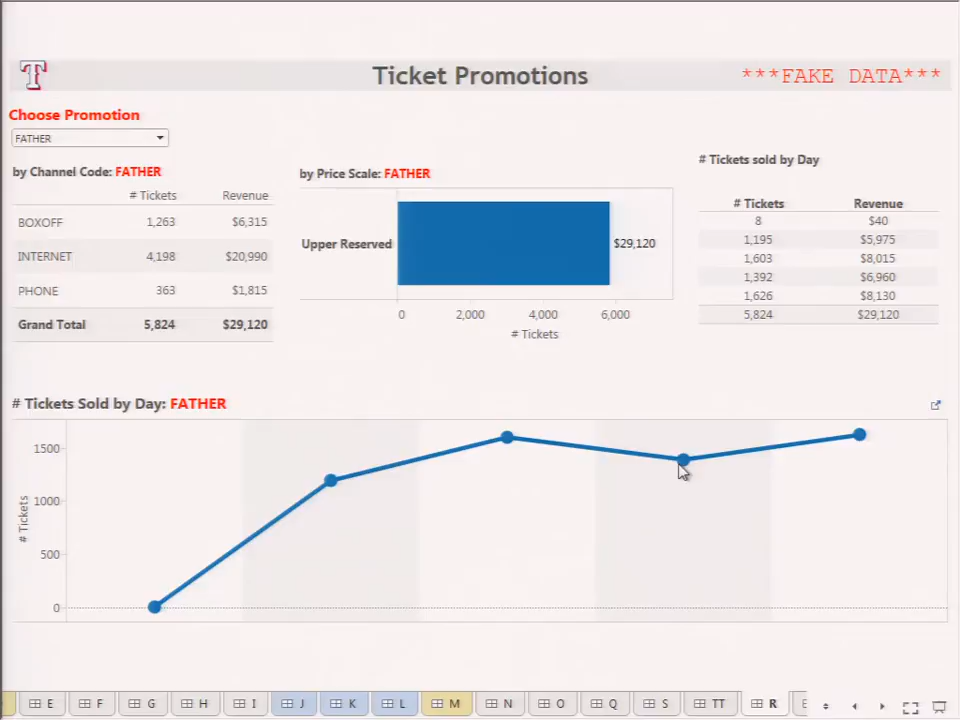 T
Ticket Promotions
***FAKE DATA***
Choose Promotion
FATHER
by Channel Code: FATHER
# Tickets Revenue
BOXOFF 1,263 $6,315
INTERNET 4,198 $20,990
PHONE 363 $1,815
Grand Total 5,824 $29,120
by Price Scale: FATHER
Upper Reserved $29,120
0 2,000 4,000 6,000
# Tickets
# Tickets sold by Day
# Tickets Revenue
8 $40
1,195 $5,975
1,603 $8,015
1,392 $6,960
1,626 $8,130
5,824 $29,120
# Tickets Sold by Day: FATHER
# Tickets
1500
1000
500
0
E F G H I J K L M N O Q S TT R